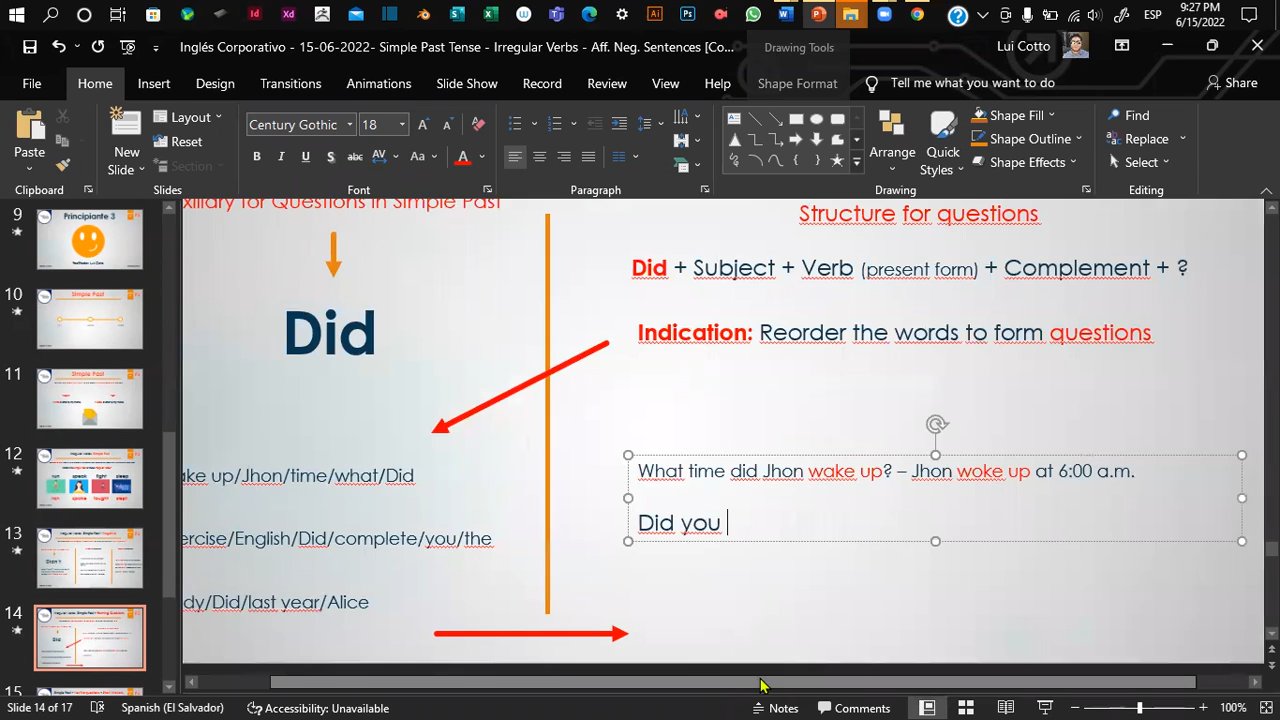 ESP
9:27 PM
6/15/2022
Inglés Corporativo - 15-06-2022- Simple Past Tense - Irregular Verbs - Aff. Neg. Sentences [Co...
Drawing Tools
Lui Cotto
File
Home
Insert
Design
Transitions
Animations
Slide Show
Record
Review
View
Help
Shape Format
Tell me what you want to do
Share
Paste
New Slide
Layout
Reset
Section
Century Gothic
18
Arrange
Quick Styles
Shape Fill
Shape Outline
Shape Effects
Find
Replace
Select
Clipboard
Slides
Font
Paragraph
Drawing
Editing
9
Principiante 3
10
Simple Past
11
Simple Past
12
13
14
15
xiliary for Questions in Simple Past
Did
ake up/Jhon/time/what/Did
ercise/English/Did/complete/you/the
dy/Did/last year/Alice
Structure for questions
Did + Subject + Verb (present form) + Complement + ?
Indication: Reorder the words to form questions
What time did Jhon wake up? – Jhon woke up at 6:00 a.m.
Did you
Slide 14 of 17
Spanish (El Salvador)
Accessibility: Unavailable
Notes
Comments
100%